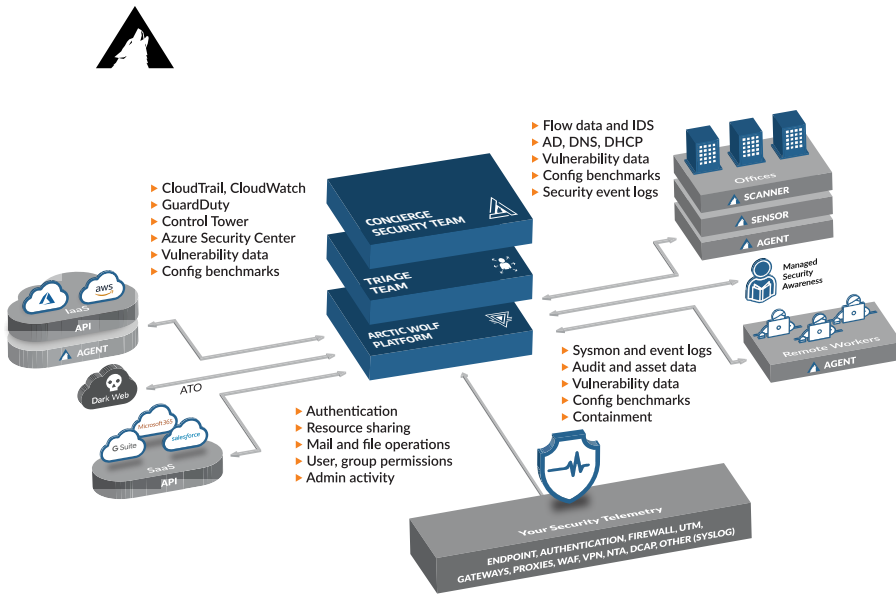 Flow data and IDS
AD, DNS, DHCP
Vulnerability data
Config benchmarks
Security event logs
Offices
SCANNER
SENSOR
AGENT
CloudTrail, CloudWatch
GuardDuty
Control Tower
Azure Security Center
Vulnerability data
Config benchmarks
CONCIERGE
SECURITY TEAM
TRIAGE
TEAM
ARCTIC WOLF
PLATFORM
Managed
Security
Awareness
aws
IaaS
API
AGENT
Remote Workers
AGENT
Dark Web
ATO
Sysmon and event logs
Audit and asset data
Vulnerability data
Config benchmarks
Containment
Authentication
Resource sharing
Mail and file operations
User, group permissions
Admin activity
Microsoft 365
G Suite
salesforce
SaaS
API
Your Security Telemetry
ENDPOINT, AUTHENTICATION, FIREWALL, UTM,
GATEWAYS, PROXIES, WAF, VPN, NTA, DCAP, OTHER (SYSLOG)